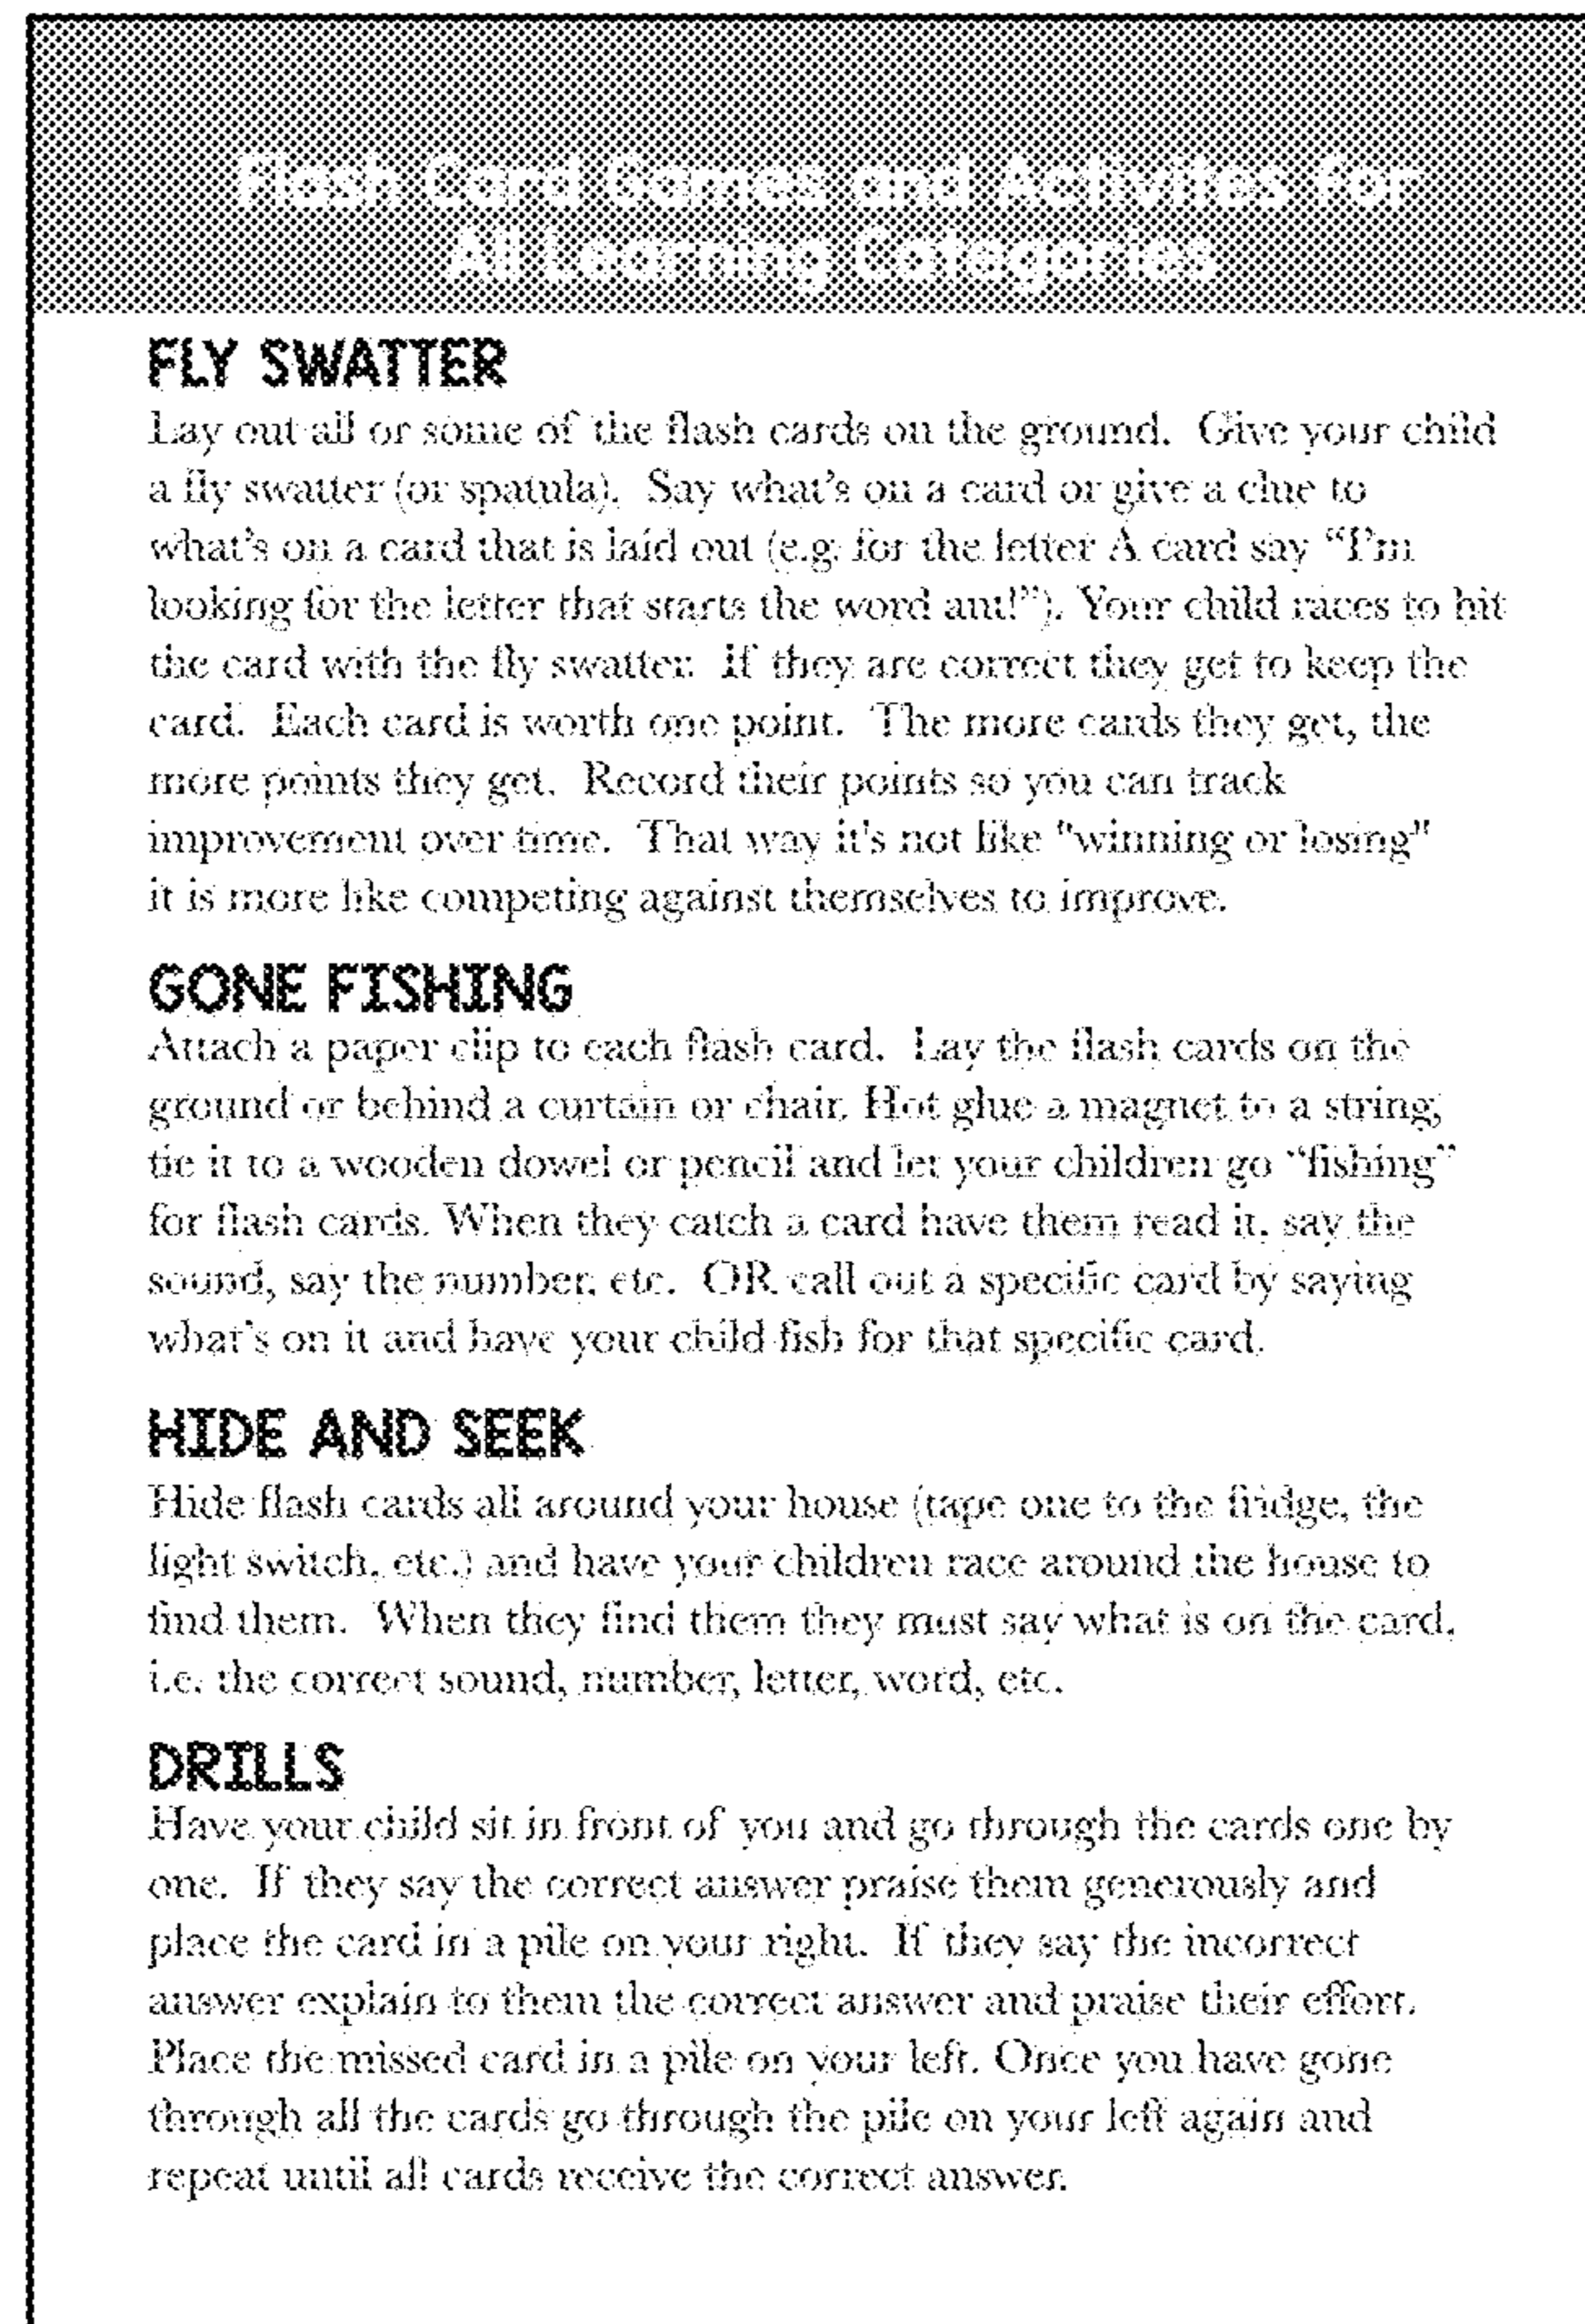 Flash Card Games and Activites for
All Learning Categories
FLY SWATTER
Lay out all or some of the flash cards on the ground.  Give your child
a fly swatter (or spatula).  Say what's on a card or give a clue to
what's on a card that is laid out (e.g. for the letter A card say “I'm
looking for the letter that starts the word ant!”). Your child races to hit
the card with the fly swatter.  If they are correct they get to keep the
card.  Each card is worth one point.  The more cards they get, the
more points they get.  Record their points so you can track
improvement over time.  That way it's not like "winning or losing"
it is more like competing against themselves to improve.
GONE FISHING
Attach a paper clip to each flash card.  Lay the flash cards on the
ground or behind a curtain or chair. Hot glue a magnet to a string,
tie it to a wooden dowel or pencil and let your children go “fishing”
for flash cards. When they catch a card have them read it, say the
sound, say the number, etc.  OR call out a specific card by saying
what's on it and have your child fish for that specific card.
HIDE AND SEEK
Hide flash cards all around your house (tape one to the fridge, the
light switch, etc.) and have your children race around the house to
find them.  When they find them they must say what is on the card,
i.e. the correct sound, number, letter, word, etc.
DRILLS
Have your child sit in front of you and go through the cards one by
one.  If they say the correct answer praise them generously and
place the card in a pile on your right.  If they say the incorrect
answer explain to them the correct answer and praise their effort.
Place the missed card in a pile on your left. Once you have gone
through all the cards go through the pile on your left again and
repeat until all cards receive the correct answer.